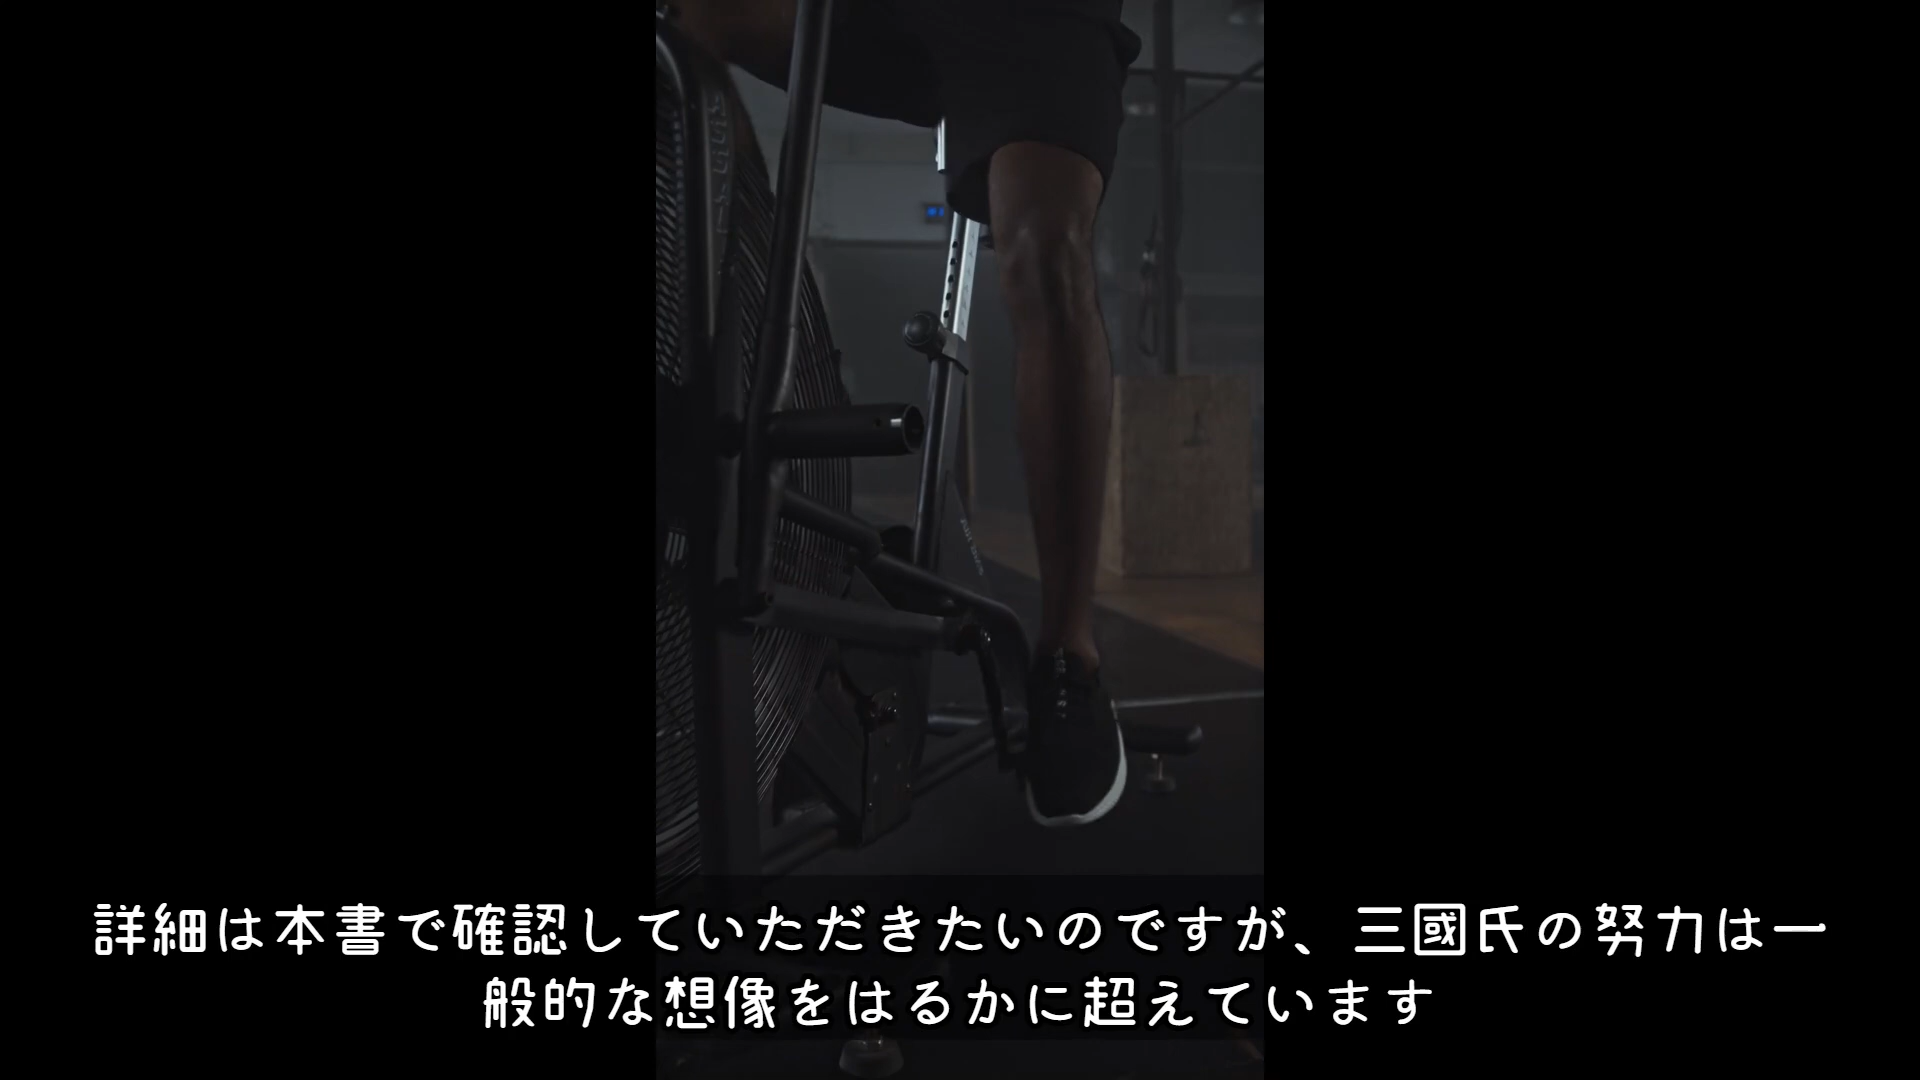 詳細は本書で確認していただきたいのですが、三國氏の努力は一
般的な想像をはるかに超えています